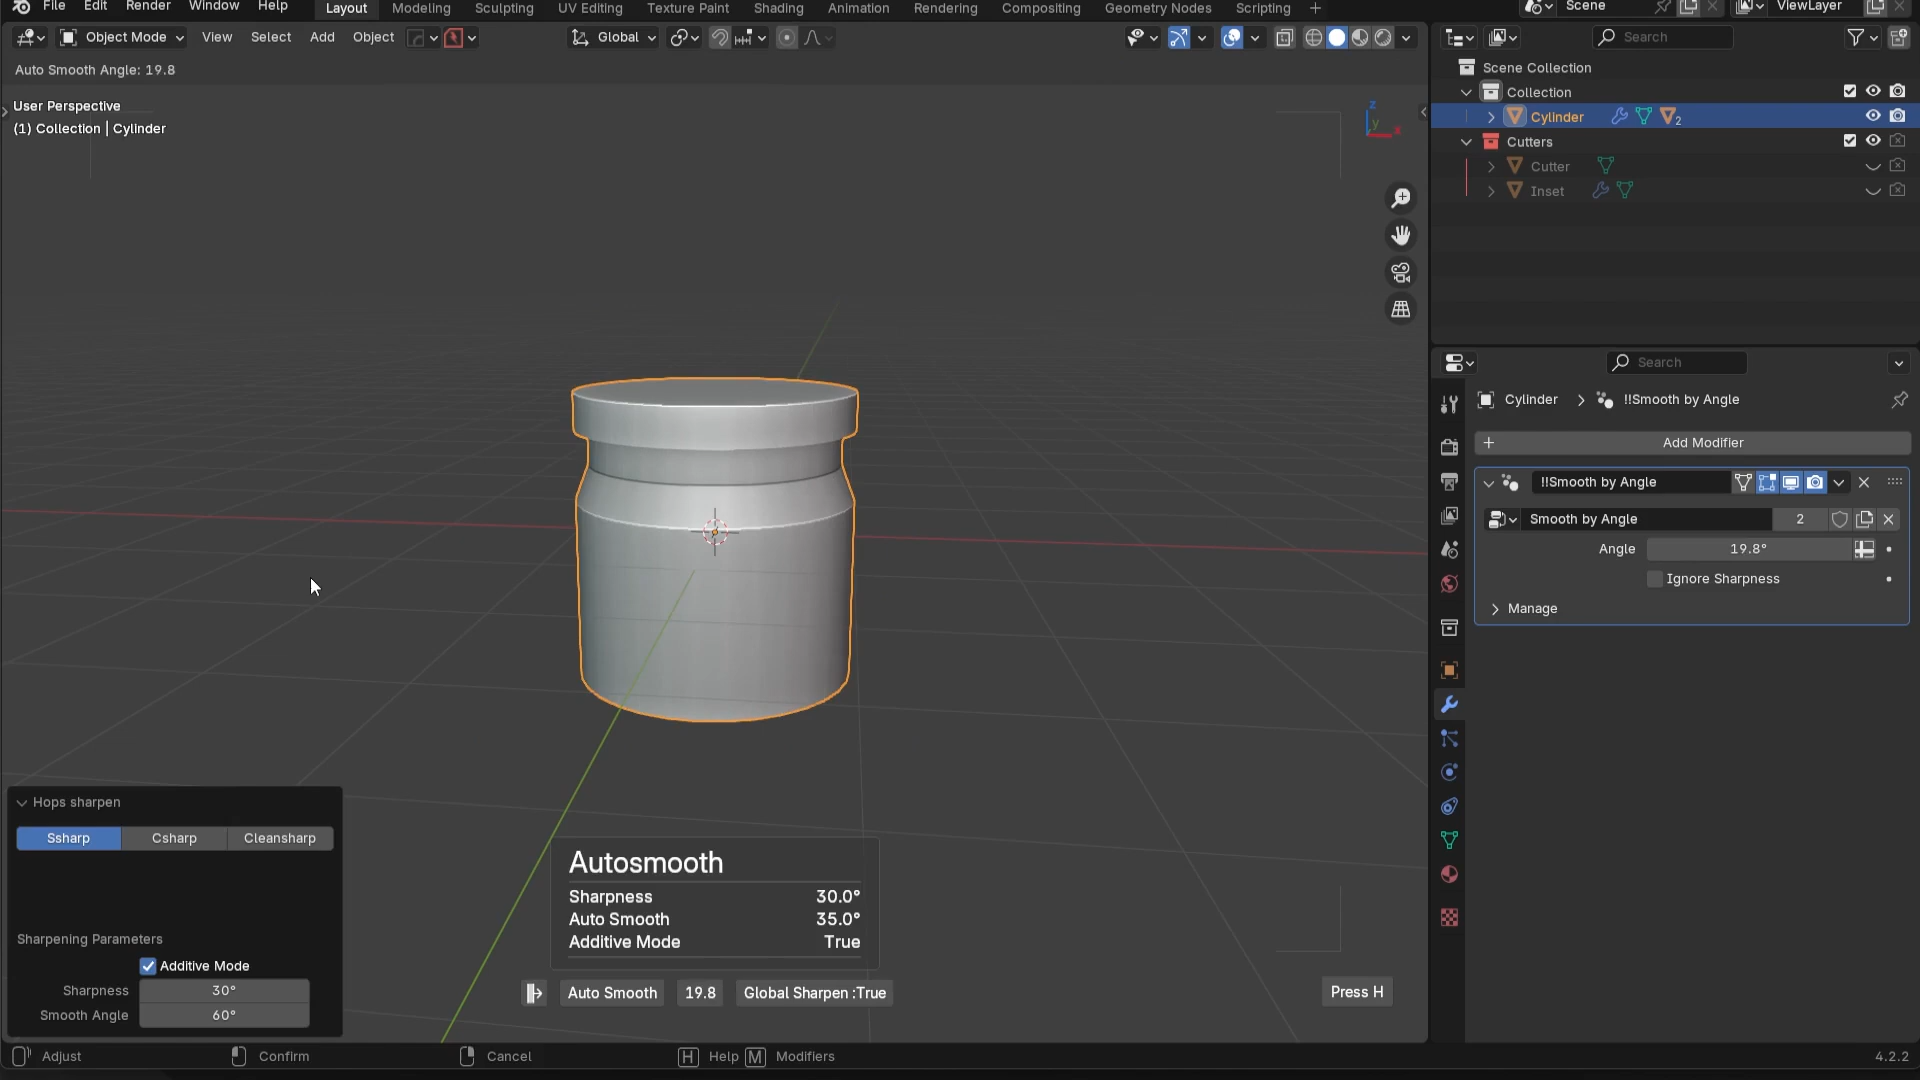 File Edit Render Window Help Layout Modeling Sculpting UV Editing Texture Paint Shading Animation Rendering Compositing Geometry Nodes Scripting + Scene ViewLayer
Object Mode View Select Add Object Global Search
Auto Smooth Angle: 19.8
User Perspective
(1) Collection | Cylinder
Z
Y
X
Scene Collection
Collection
Cylinder 2
Cutters
Cutter
Inset
Search
Cylinder > !!Smooth by Angle
+ Add Modifier
!!Smooth by Angle
Smooth by Angle 2
Angle 19.8°
Ignore Sharpness
Manage
Hops sharpen
Ssharp Csharp Cleansharp
Sharpening Parameters
Additive Mode
Sharpness 30°
Smooth Angle 60°
Autosmooth
Sharpness 30.0°
Auto Smooth 35.0°
Additive Mode True
Auto Smooth 19.8 Global Sharpen :True
Press H
Adjust Confirm Cancel H Help M Modifiers 4.2.2